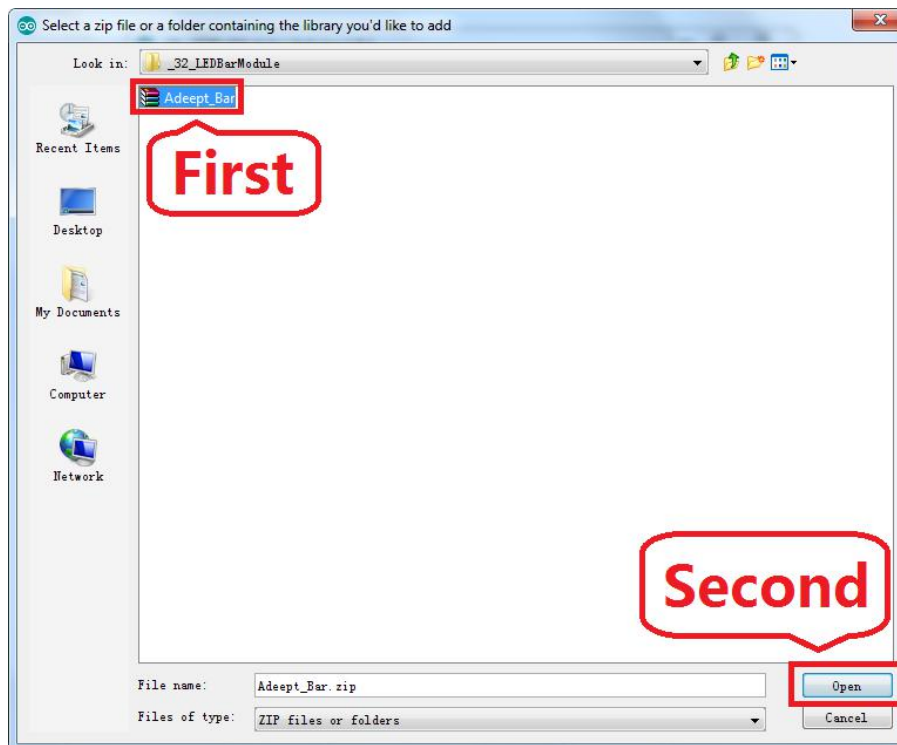 Select a zip file or a folder containing the library you'd like to add
Look in: _32_LEDBarModule
Adeept_Bar
First
Recent Items
Desktop
My Documents
Computer
Network
Second
File name: Adeept_Bar.zip
Open
Files of type: ZIP files or folders
Cancel